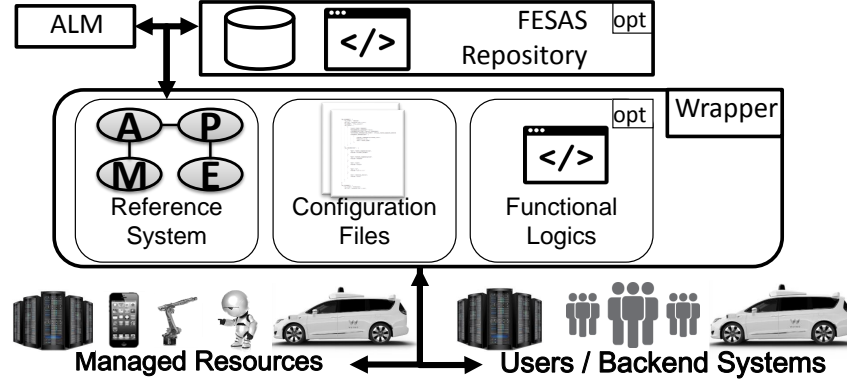 ALM
FESAS
Repository
opt
</>
Wrapper
opt
A
P
M
E
Reference
System
Configuration
Files
</>
Functional
Logics
Managed Resources
Users / Backend Systems